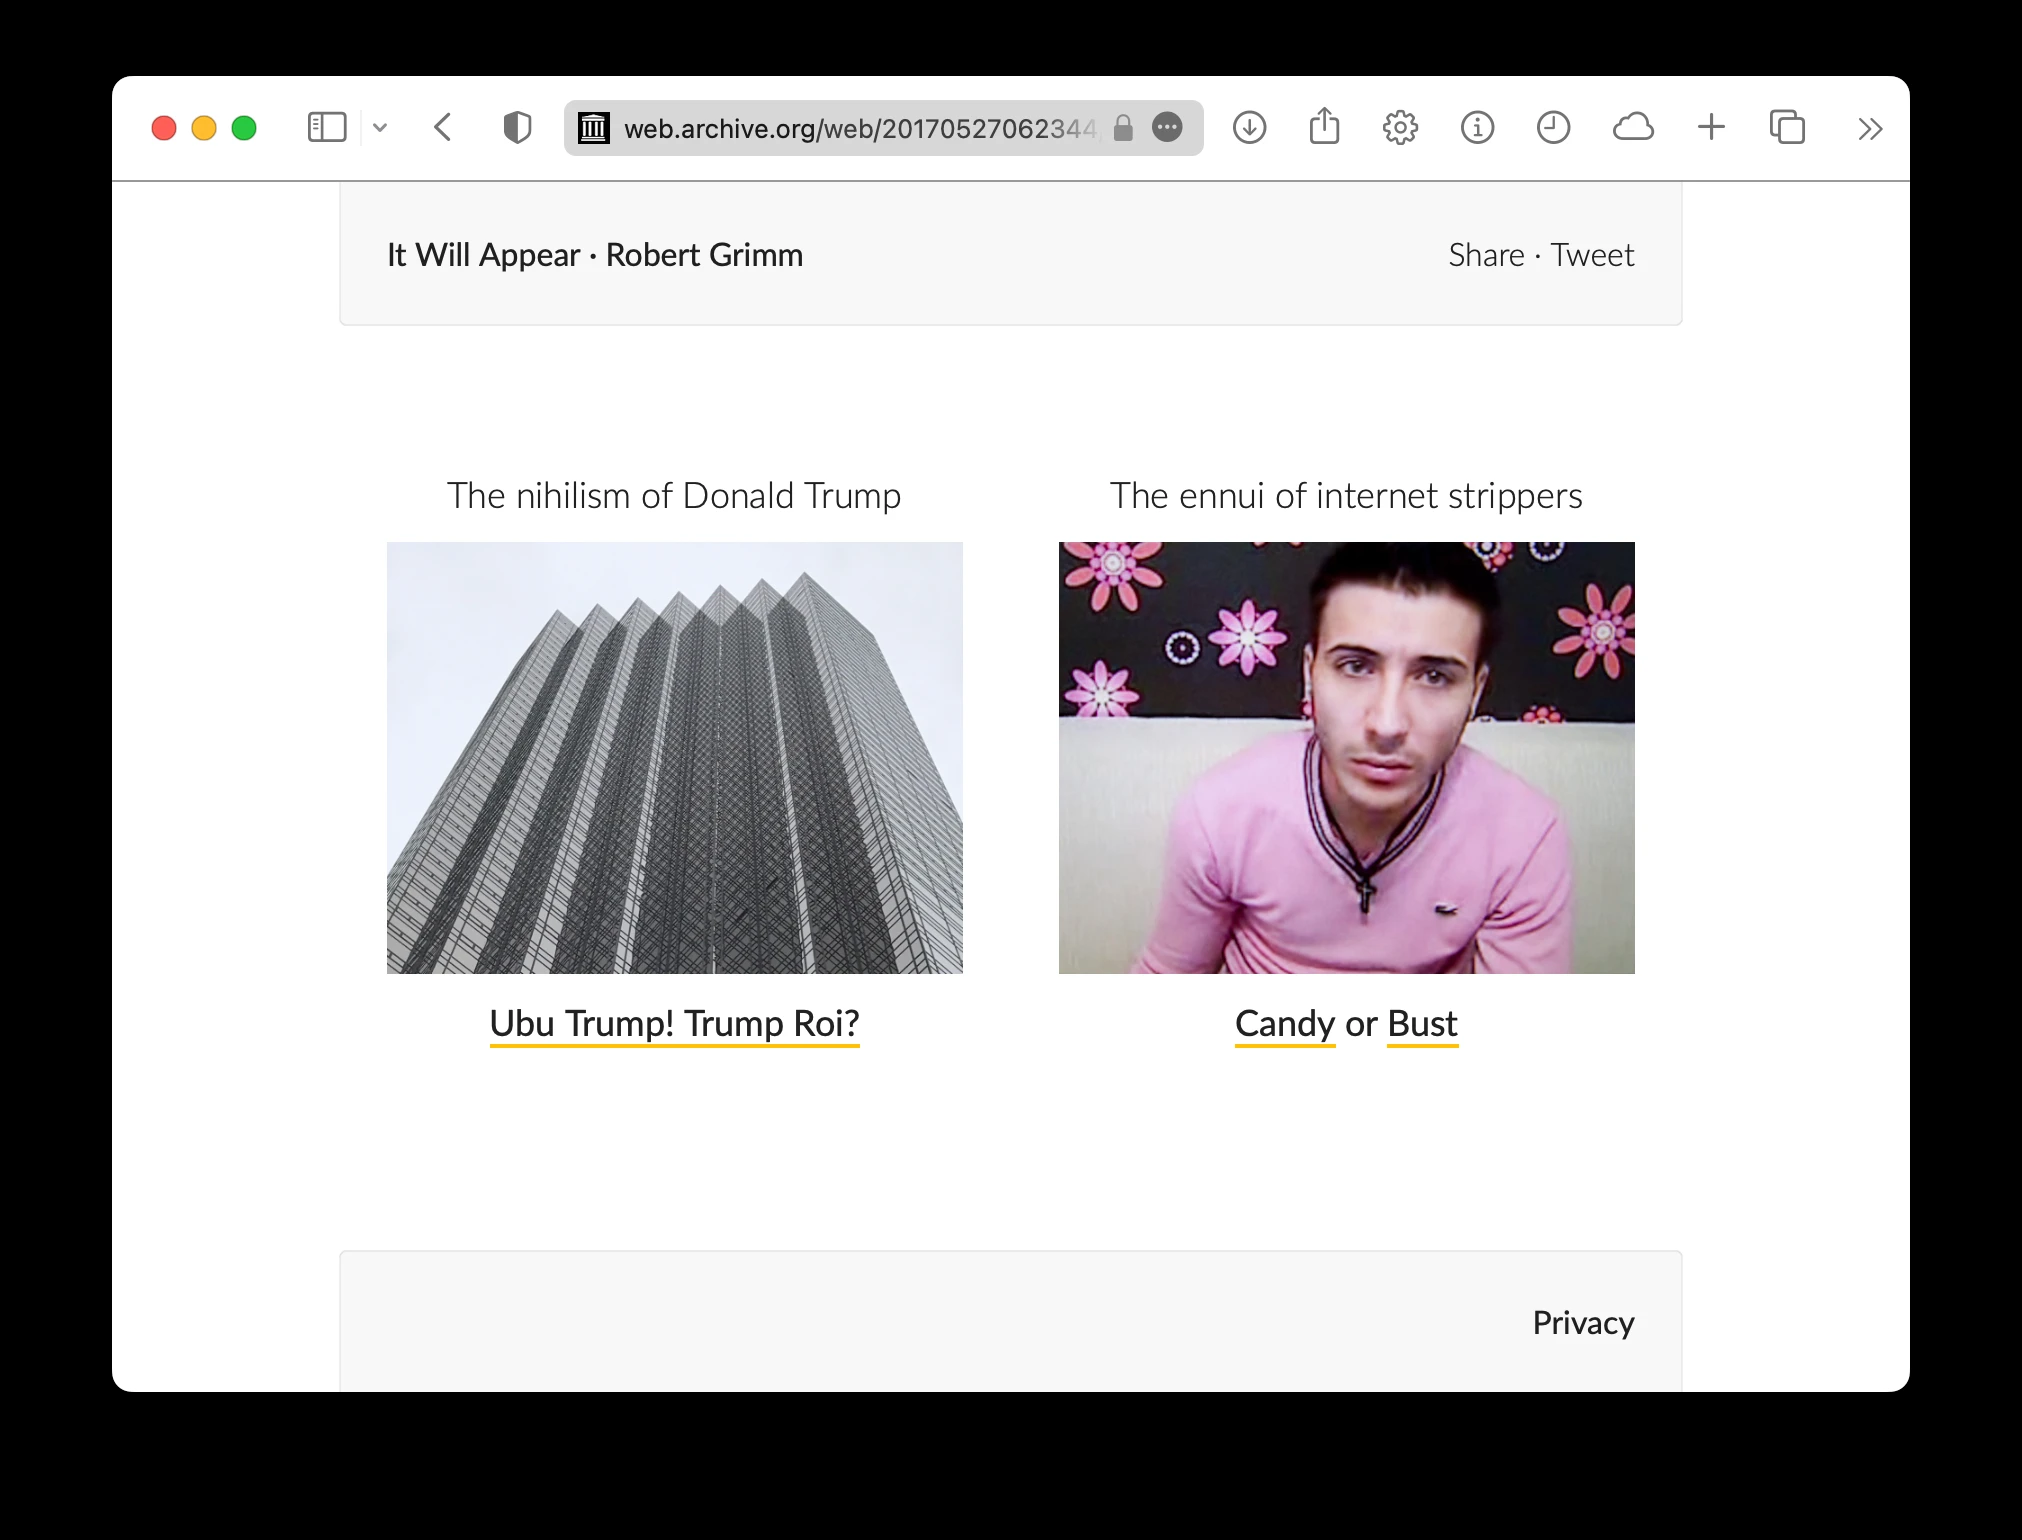 web.archive.org/web/20170527062344
It Will Appear · Robert Grimm
Share · Tweet
The nihilism of Donald Trump
The ennui of internet strippers
Ubu Trump! Trump Roi?
Candy or Bust
Privacy